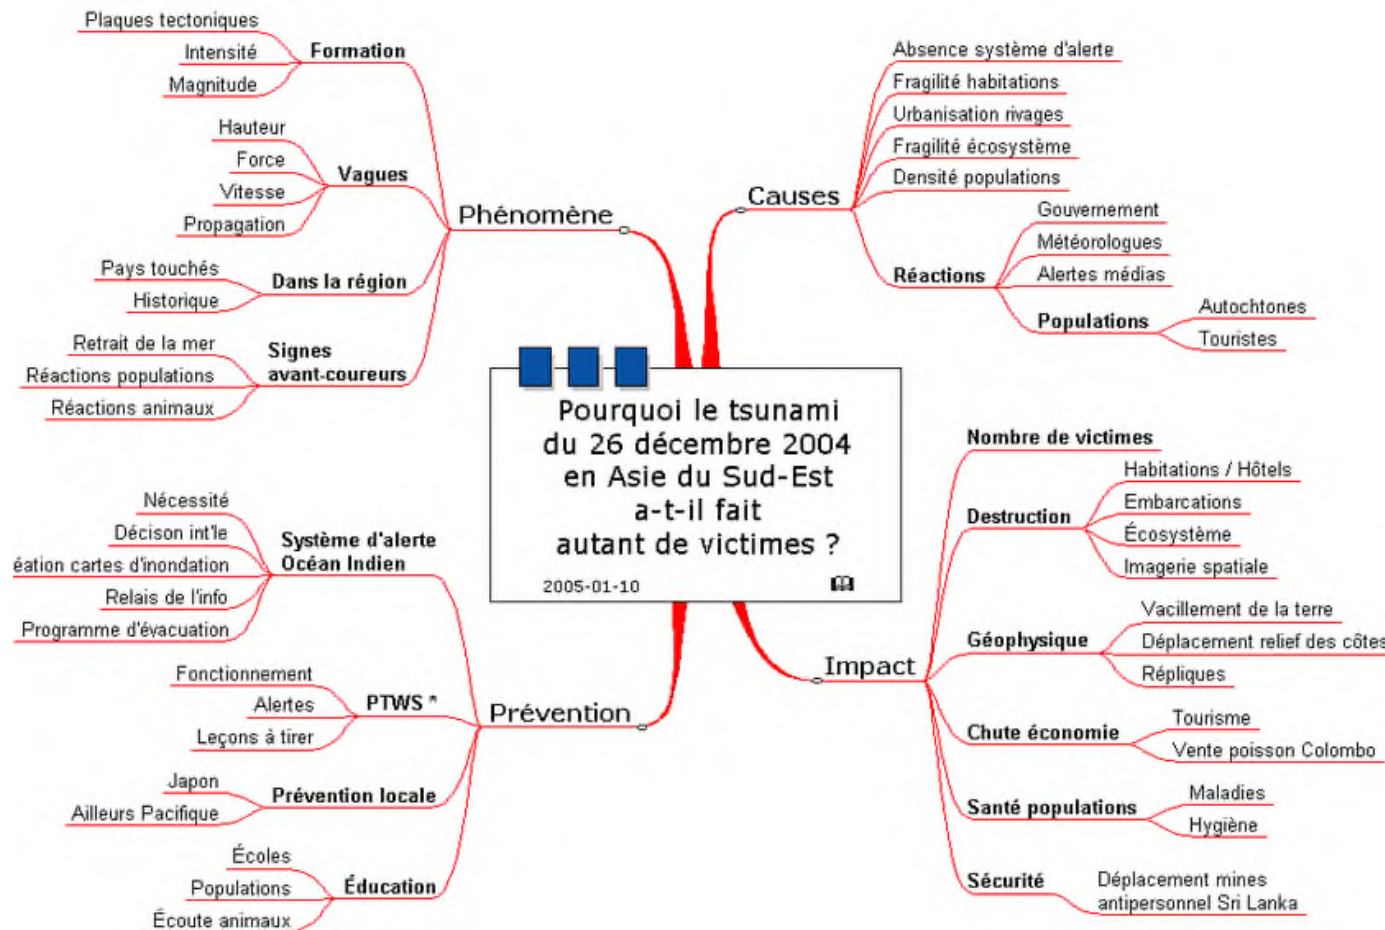 Pourquoi le tsunami
du 26 décembre 2004
en Asie du Sud-Est
a-t-il fait
autant de victimes ?
2005-01-10
Phénomène
Formation
Plaques tectoniques
Intensité
Magnitude
Vagues
Hauteur
Force
Vitesse
Propagation
Dans la région
Pays touchés
Historique
Signes
avant-coureurs
Retrait de la mer
Réactions populations
Réactions animaux
Causes
Absence système d'alerte
Fragilité habitations
Urbanisation rivages
Fragilité écosystème
Densité populations
Réactions
Gouvernement
Météorologues
Alertes médias
Populations
Autochtones
Touristes
Impact
Nombre de victimes
Destruction
Habitations / Hôtels
Embarcations
Écosystème
Imagerie spatiale
Géophysique
Vacillement de la terre
Déplacement relief des côtes
Répliques
Chute économie
Tourisme
Vente poisson Colombo
Santé populations
Maladies
Hygiène
Sécurité
Déplacement mines
antipersonnel Sri Lanka
Prévention
Système d'alerte
Océan Indien
Nécessité
Décison int'le
éation cartes d'inondation
Relais de l'info
Programme d'évacuation
PTWS *
Fonctionnement
Alertes
Leçons à tirer
Prévention locale
Japon
Ailleurs Pacifique
Éducation
Écoles
Populations
Écoute animaux